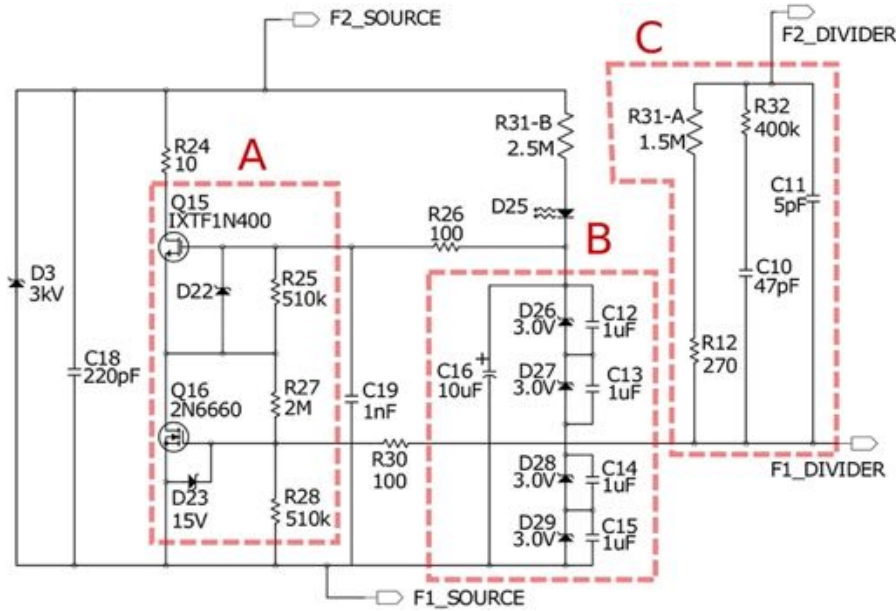 F2_SOURCE
F2_DIVIDER
C
R24
10
A
R31-B
2.5M
R31-A
1.5M
R32
400k
Q15
IXTF1N400
C11
5pF
D25
R26
100
B
D3
3kV
D22
R25
510k
C10
47pF
D26
3.0V
C12
1uF
R12
270
C18
220pF
C16
+
10uF
D27
3.0V
C13
1uF
Q16
2N6660
R27
2M
C19
1nF
R30
100
F1_DIVIDER
D28
3.0V
C14
1uF
D23
15V
R28
510k
D29
3.0V
C15
1uF
F1_SOURCE